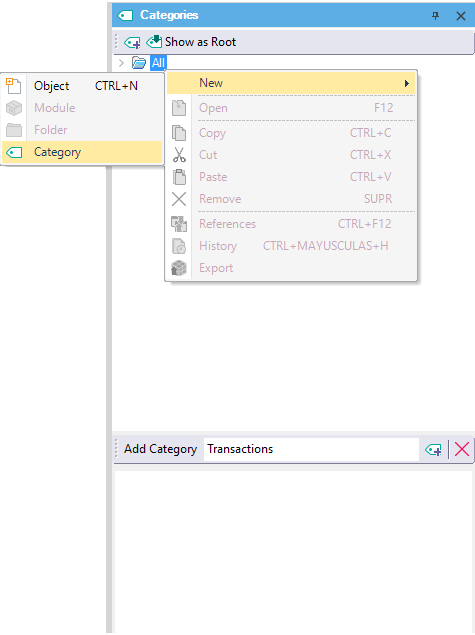 Categories
Show as Root
All
New
Object CTRL+N
Module
Folder
Category
Open F12
Copy CTRL+C
Cut CTRL+X
Paste CTRL+V
Remove SUPR
References CTRL+F12
History CTRL+MAYUSCULAS+H
Export
Add Category Transactions